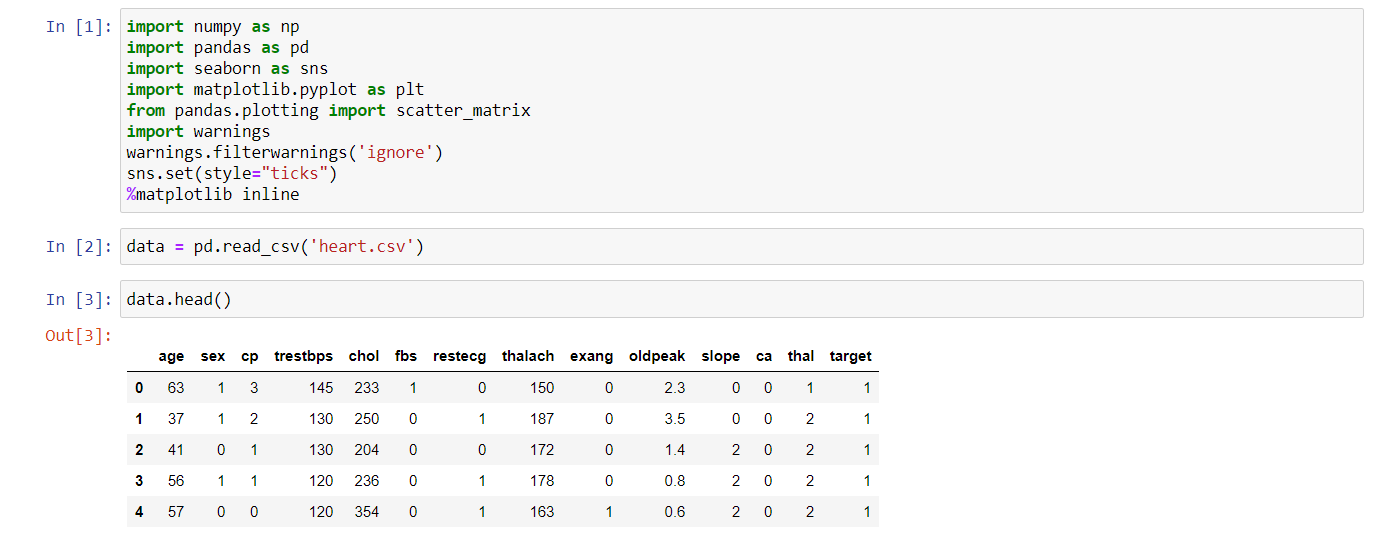 In [1]: import numpy as np
import pandas as pd
import seaborn as sns
import matplotlib.pyplot as plt
from pandas.plotting import scatter_matrix
import warnings
warnings.filterwarnings('ignore')
sns.set(style="ticks")
%matplotlib inline
In [2]: data = pd.read_csv('heart.csv')
In [3]: data.head()
Out[3]:
age sex cp trestbps chol fbs restecg thalach exang oldpeak slope ca thal target
0 63 1 3 145 233 1 0 150 0 2.3 0 0 1 1
1 37 1 2 130 250 0 1 187 0 3.5 0 0 2 1
2 41 0 1 130 204 0 0 172 0 1.4 2 0 2 1
3 56 1 1 120 236 0 1 178 0 0.8 2 0 2 1
4 57 0 0 120 354 0 1 163 1 0.6 2 0 2 1